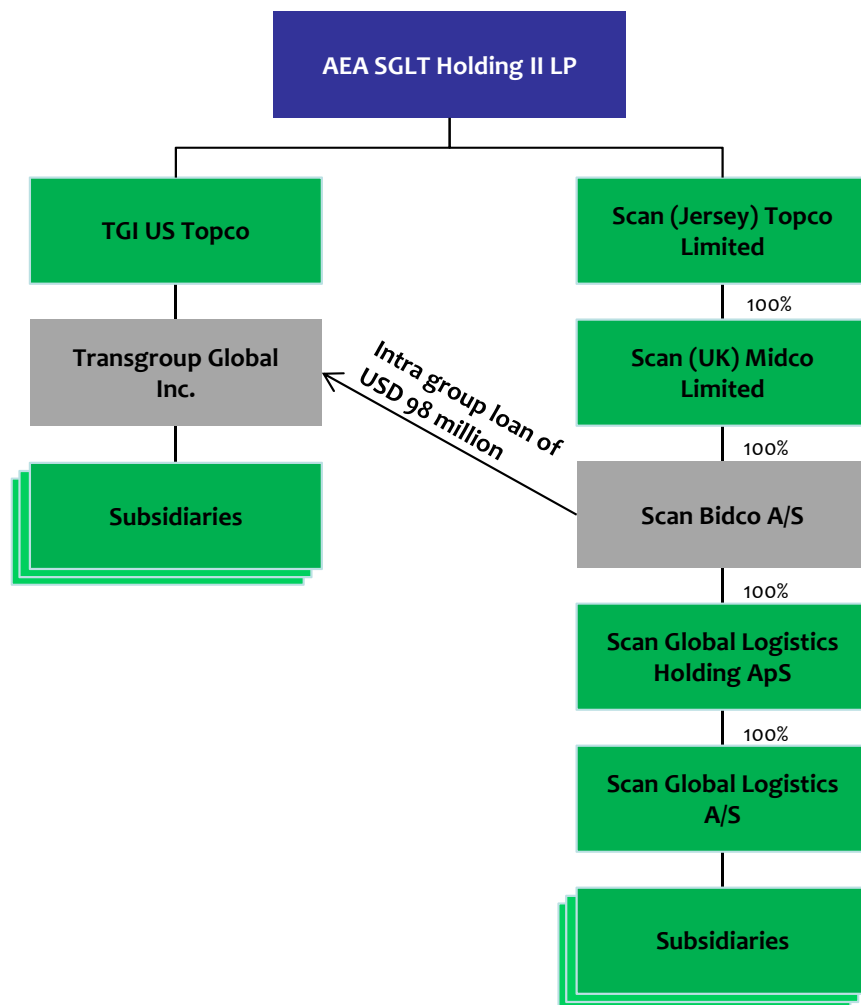 AEA SGLT Holding II LP
TGI US Topco
Scan (Jersey) Topco
Limited
100%
Transgroup Global
Inc.
Intra group loan of
USD 98 million
Scan (UK) Midco
Limited
100%
Subsidiaries
Scan Bidco A/S
100%
Scan Global Logistics
Holding ApS
100%
Scan Global Logistics
A/S
Subsidiaries